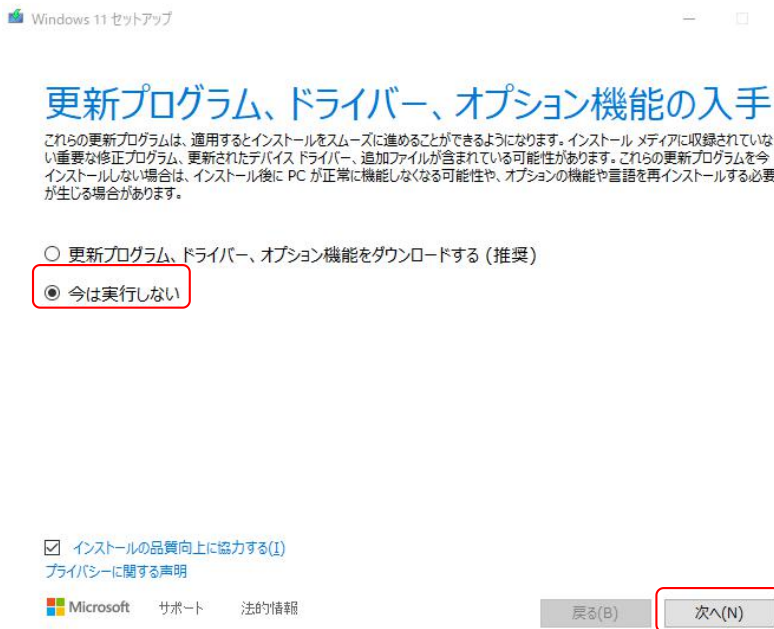 Windows 11 セットアップ
更新プログラム、ドライバー、オプション機能の入手
これらの更新プログラムは、適用するとインストールをスムーズに進めることができるようになります。インストール メディアに収録されていな
い重要な修正プログラム、更新されたデバイス ドライバー、追加ファイルが含まれている可能性があります。これらの更新プログラムを今
インストールしない場合は、インストール後に PC が正常に機能しなくなる可能性や、オプションの機能や言語を再インストールする必要
が生じる場合があります。
更新プログラム、ドライバー、オプション機能をダウンロードする (推奨)
今は実行しない
インストールの品質向上に協力する(I)
プライバシーに関する声明
Microsoft サポート 法的情報 戻る(B) 次へ(N)